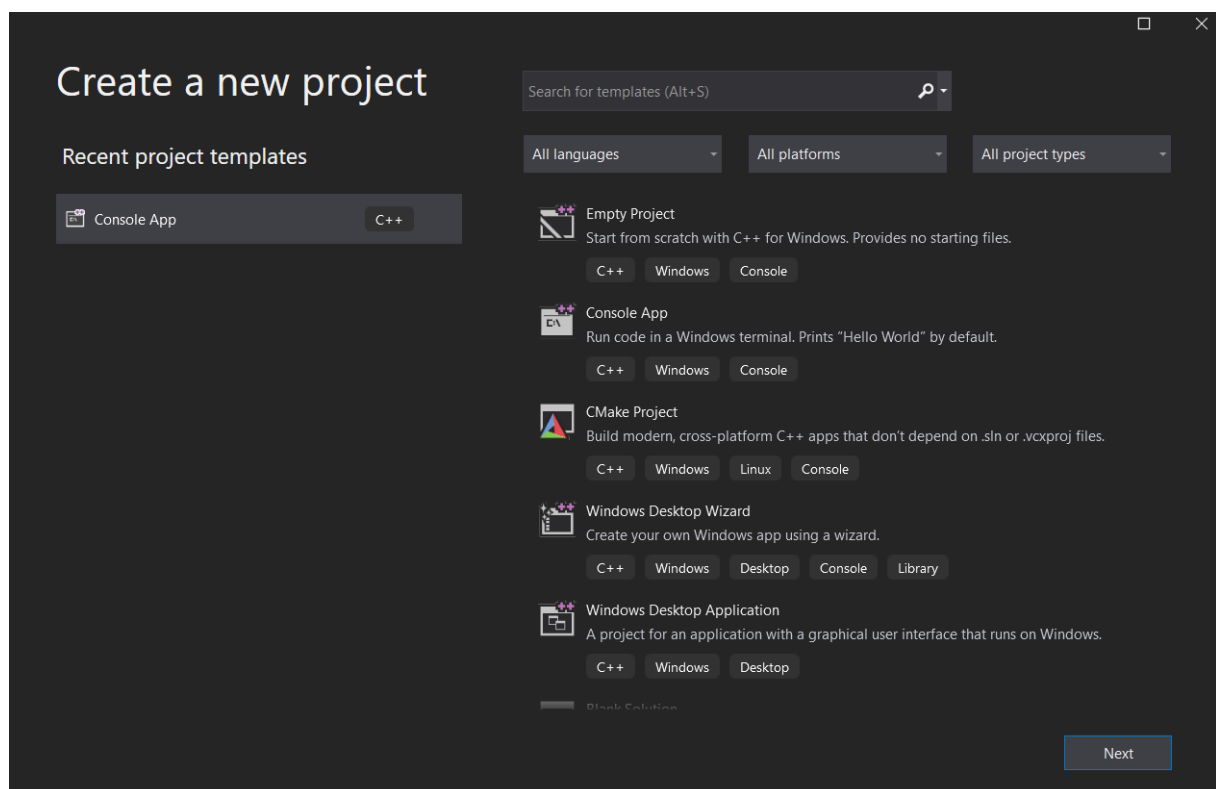 Create a new project
Search for templates (Alt+S)
Recent project templates
All languages
All platforms
All project types
Console App
C++
Empty Project
Start from scratch with C++ for Windows. Provides no starting files.
C++ Windows Console
Console App
Run code in a Windows terminal. Prints “Hello World” by default.
C++ Windows Console
CMake Project
Build modern, cross-platform C++ apps that don’t depend on .sln or .vcxproj files.
C++ Windows Linux Console
Windows Desktop Wizard
Create your own Windows app using a wizard.
C++ Windows Desktop Console Library
Windows Desktop Application
A project for an application with a graphical user interface that runs on Windows.
C++ Windows Desktop
Blank Solution
Next